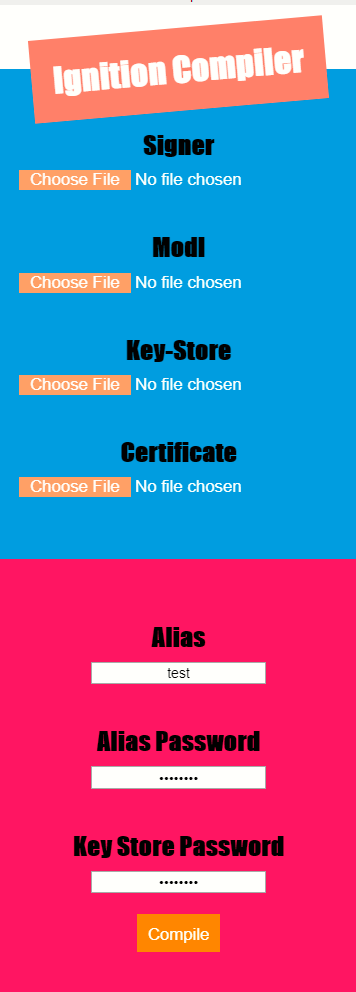 Ignition Compiler
Signer
Choose File No file chosen
Modl
Choose File No file chosen
Key-Store
Choose File No file chosen
Certificate
Choose File No file chosen
Alias
test
Alias Password
••••••••
Key Store Password
••••••••
Compile